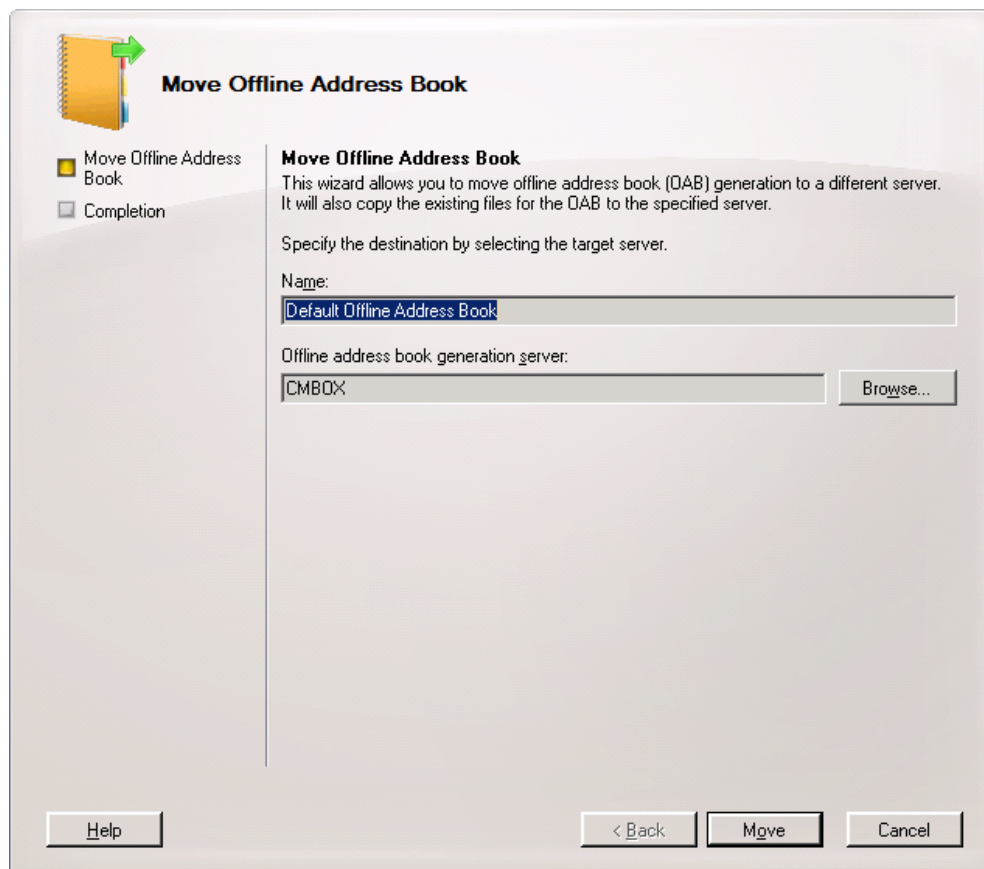 Move Offline Address Book
Move Offline Address
Book
Completion
Move Offline Address Book
This wizard allows you to move offline address book (OAB) generation to a different server.
It will also copy the existing files for the OAB to the specified server.
Specify the destination by selecting the target server.
Name:
Default Offline Address Book
Offline address book generation server:
CMBOX
Browse...
Help
< Back
Move
Cancel